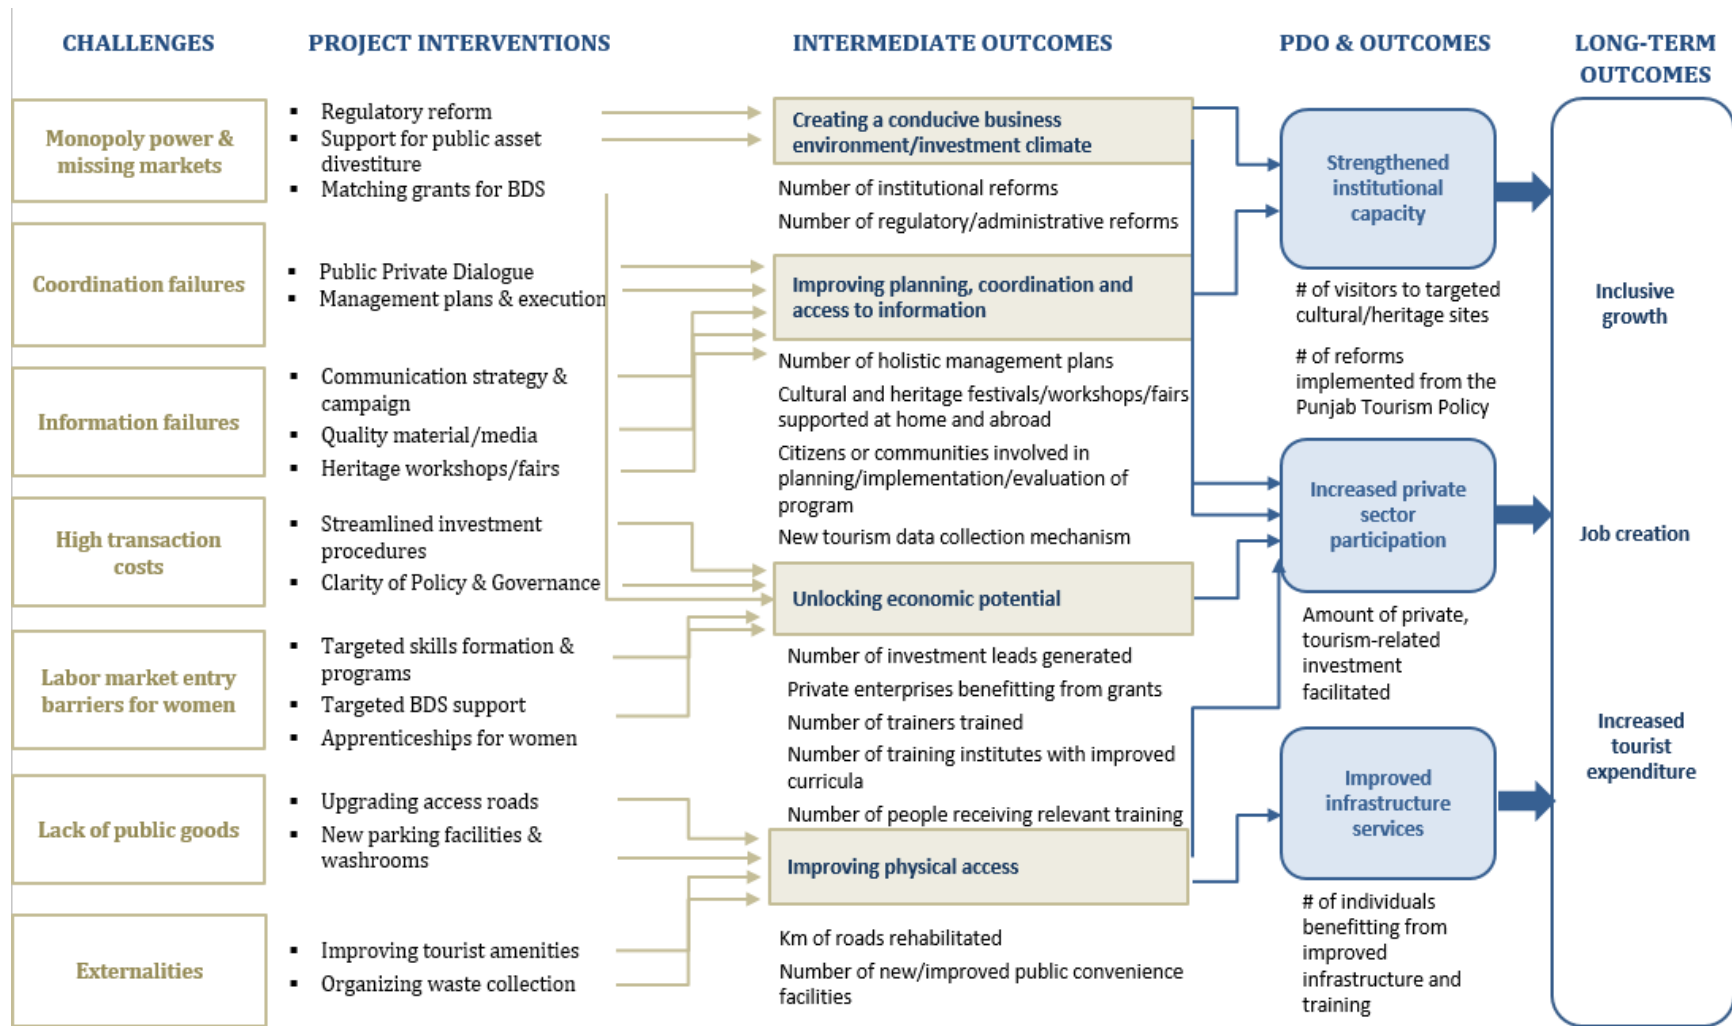 CHALLENGES
PROJECT INTERVENTIONS
INTERMEDIATE OUTCOMES
PDO & OUTCOMES
LONG-TERM
OUTCOMES
Monopoly power &
missing markets
Coordination failures
Information failures
High transaction
costs
Labor market entry
barriers for women
Lack of public goods
Externalities
▪ Regulatory reform
▪ Support for public asset
divestiture
▪ Matching grants for BDS
▪ Public Private Dialogue
▪ Management plans & execution
▪ Communication strategy &
campaign
▪ Quality material/media
▪ Heritage workshops/fairs
▪ Streamlined investment
procedures
▪ Clarity of Policy & Governance
▪ Targeted skills formation &
programs
▪ Targeted BDS support
▪ Apprenticeships for women
▪ Upgrading access roads
▪ New parking facilities &
washrooms
▪ Improving tourist amenities
▪ Organizing waste collection
Creating a conducive business
environment/investment climate
Number of institutional reforms
Number of regulatory/administrative reforms
Improving planning, coordination and
access to information
Number of holistic management plans
Cultural and heritage festivals/workshops/fairs
supported at home and abroad
Citizens or communities involved in
planning/implementation/evaluation of
program
New tourism data collection mechanism
Unlocking economic potential
Number of investment leads generated
Private enterprises benefitting from grants
Number of trainers trained
Number of training institutes with improved
curricula
Number of people receiving relevant training
Improving physical access
Km of roads rehabilitated
Number of new/improved public convenience
facilities
Strengthened
institutional
capacity
# of visitors to targeted
cultural/heritage sites
# of reforms
implemented from the
Punjab Tourism Policy
Increased private
sector
participation
Amount of private,
tourism-related
investment
facilitated
Improved
infrastructure
services
# of individuals
benefitting from
improved
infrastructure and
training
Inclusive
growth
Job creation
Increased
tourist
expenditure